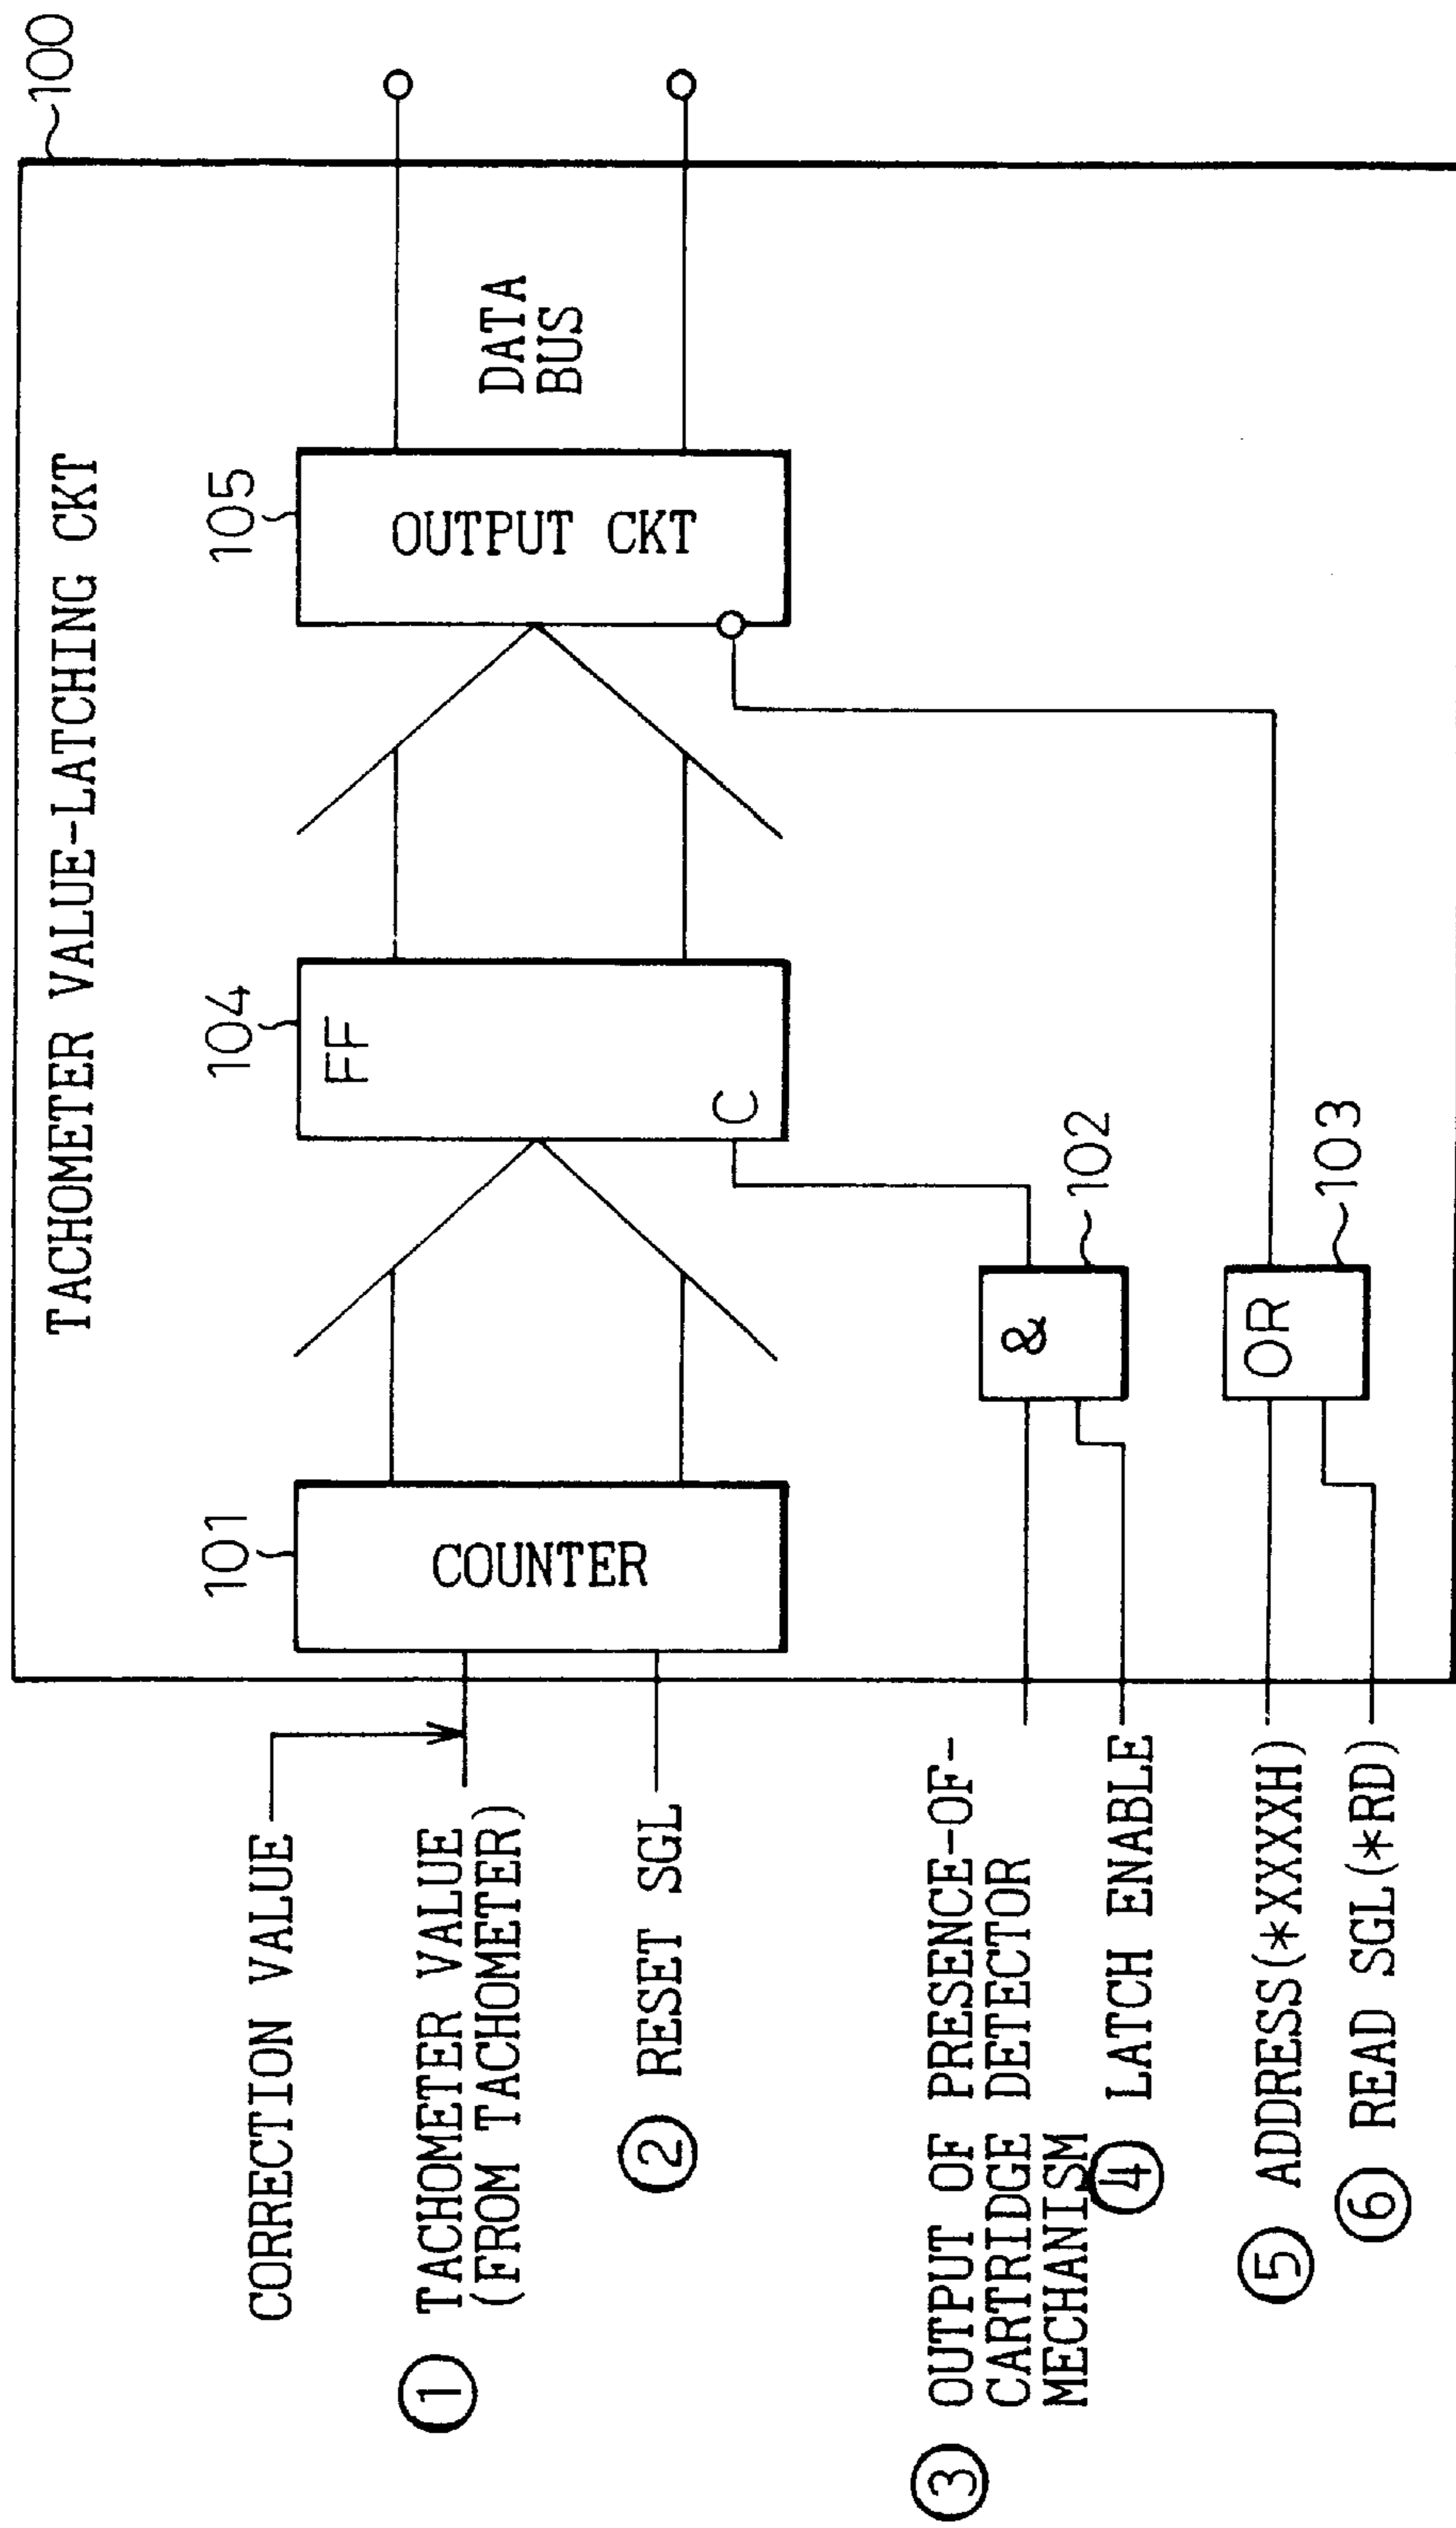 100
TACHOMETER VALUE-LATCHING CKT
CORRECTION VALUE
① TACHOMETER VALUE
(FROM TACHOMETER)
② RESET SGL
101
COUNTER
104
FF
C
105
OUTPUT CKT
DATA
BUS
③ OUTPUT OF PRESENCE-OF-
CARTRIDGE DETECTOR
MECHANISM
④ LATCH ENABLE
&
102
⑤ ADDRESS(*XXXXH)
⑥ READ SGL(*RD)
OR
103